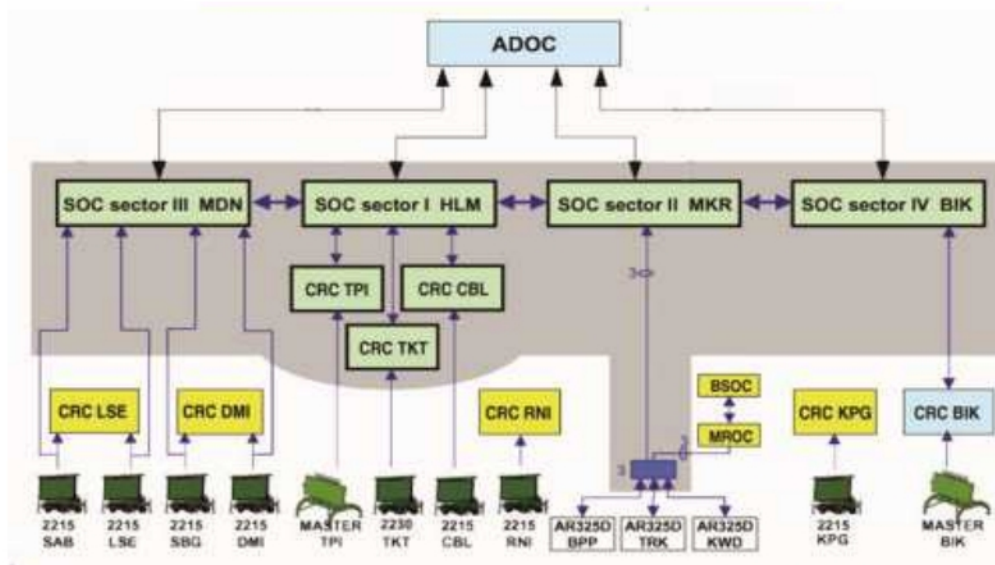 ADOC
SOC sector III MDN
SOC sector I HLM
SOC sector II MKR
SOC sector IV BIK
3
CRC TPI
CRC CBL
CRC TKT
CRC LSE
CRC DMI
CRC RNI
BSOC
MROC
CRC KPG
CRC BIK
3
2215
SAB
2215
LSE
2215
SBG
2215
DMI
MASTER
TPI
2230
TKT
2215
CBL
2215
RNI
AR325D
BPP
AR325D
TRK
AR325D
KWD
2215
KPG
MASTER
BIK